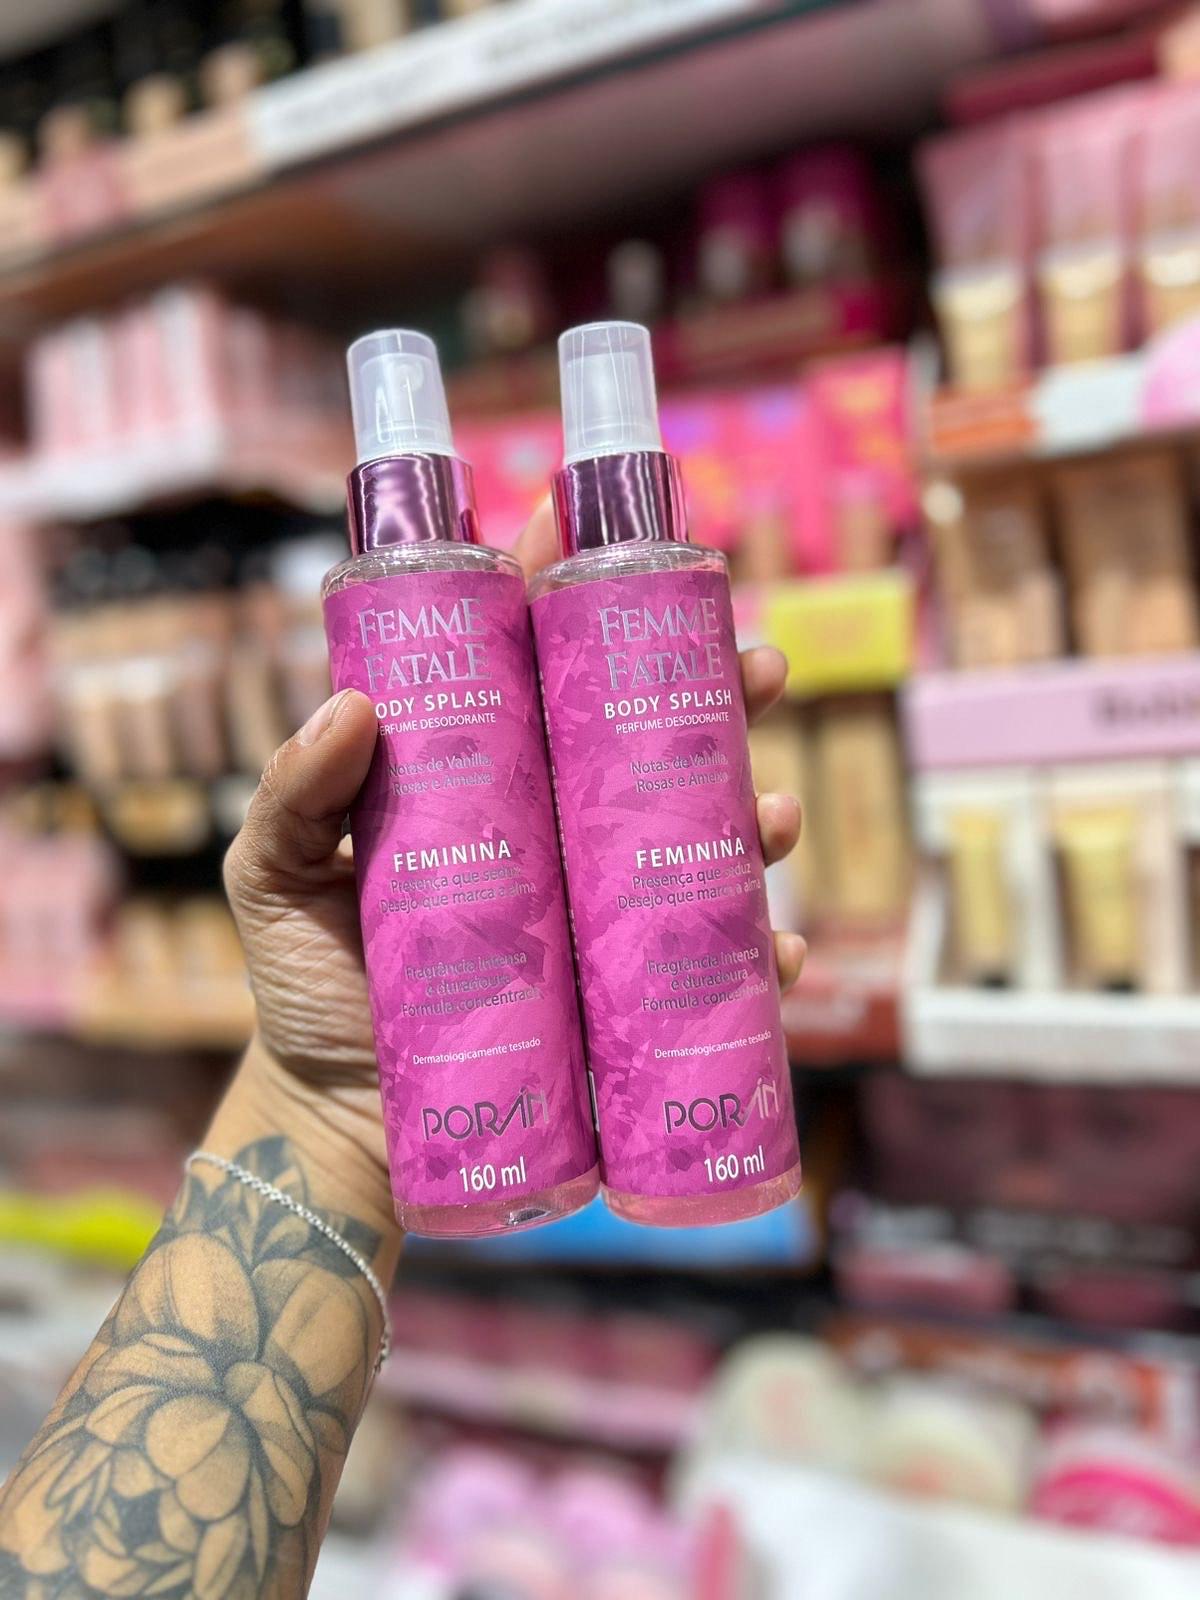 FEMME
FATALE
ODY SPLASH
ERFUME DESODORANTE
Notas de Vanilla,
Rosas e Ameixa
FEMININA
Presença que seduz
Desejo que marca a alma
Fragrância intensa
e duradoura
Fórmula concentrada
Dermatologicamente testado
PORÁN
160 ml
FEMME
FATALE
BODY SPLASH
PERFUME DESODORANTE
Notas de Vanilla,
Rosas e Ameixa
FEMININA
Presença que seduz
Desejo que marca a alma
Fragrância intensa
e duradoura
Fórmula concentrada
Dermatologicamente testado
PORÁN
160 ml